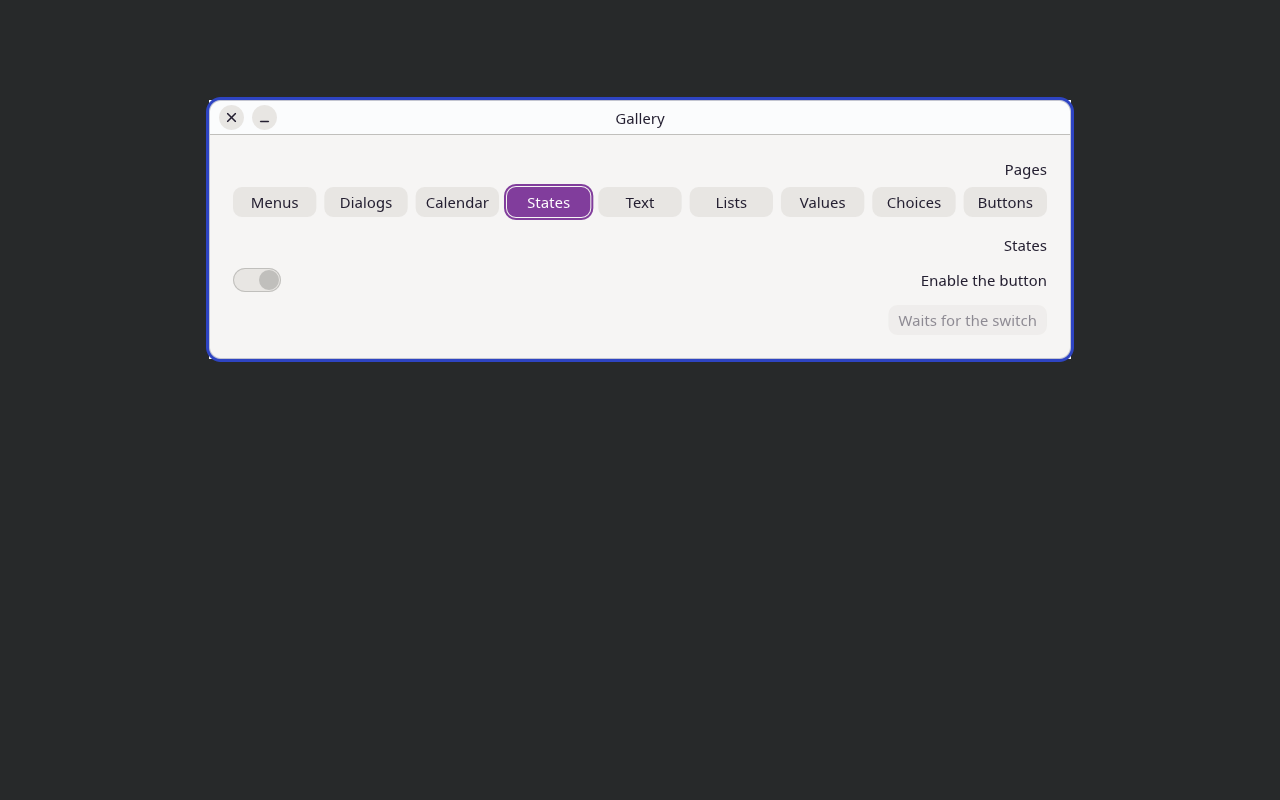 Gallery
Pages
Menus Dialogs Calendar States Text Lists Values Choices Buttons
States
Enable the button
Waits for the switch